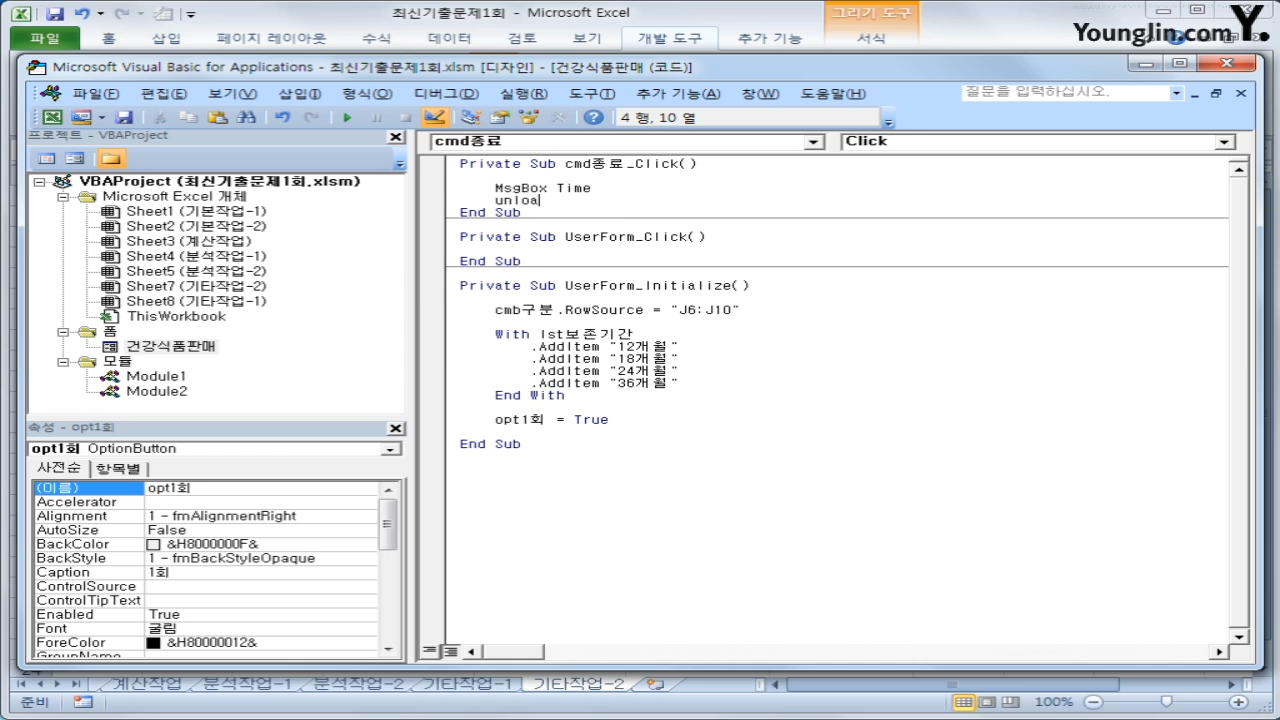 최신기출문제1회 - Microsoft Excel
그리기 도구
파일 홈 삽입 페이지 레이아웃 수식 데이터 검토 보기 개발 도구 추가 기능 서식
YoungJin.com Y.
Microsoft Visual Basic for Applications - 최신기출문제1회.xlsm [디자인] - [건강식품판매 (코드)]
파일(F) 편집(E) 보기(V) 삽입(I) 형식(O) 디버그(D) 실행(R) 도구(T) 추가 기능(A) 창(W) 도움말(H)
질문을 입력하십시오.
4 행, 10 열
프로젝트 - VBAProject
VBAProject (최신기출문제1회.xlsm)
Microsoft Excel 개체
Sheet1 (기본작업-1)
Sheet2 (기본작업-2)
Sheet3 (계산작업)
Sheet4 (분석작업-1)
Sheet5 (분석작업-2)
Sheet7 (기타작업-2)
Sheet8 (기타작업-1)
ThisWorkbook
폼
건강식품판매
모듈
Module1
Module2
속성 - opt1회
opt1회 OptionButton
사전순 항목별
(이름) opt1회
Accelerator
Alignment 1 - fmAlignmentRight
AutoSize False
BackColor &H8000000F&
BackStyle 1 - fmBackStyleOpaque
Caption 1회
ControlSource
ControlTipText
Enabled True
Font 굴림
ForeColor &H80000012&
GroupName
cmd종료 Click
Private Sub cmd종료_Click()
MsgBox Time
unloa
End Sub
Private Sub UserForm_Click()
End Sub
Private Sub UserForm_Initialize()
cmb구분.RowSource = "J6:J10"
With lst보존기간
.AddItem "12개월"
.AddItem "18개월"
.AddItem "24개월"
.AddItem "36개월"
End With
opt1회 = True
End Sub
계산작업 분석작업-1 분석작업-2 기타작업-1 기타작업-2
준비 100%